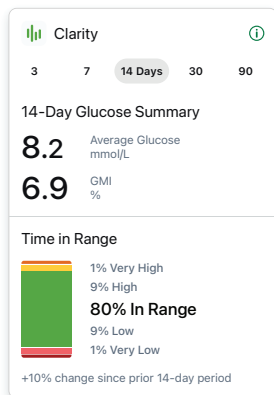 Clarity
3 7 14 Days 30 90
14-Day Glucose Summary
8.2 Average Glucose
mmol/L
6.9 GMI
%
Time in Range
1% Very High
9% High
80% In Range
9% Low
1% Very Low
+10% change since prior 14-day period